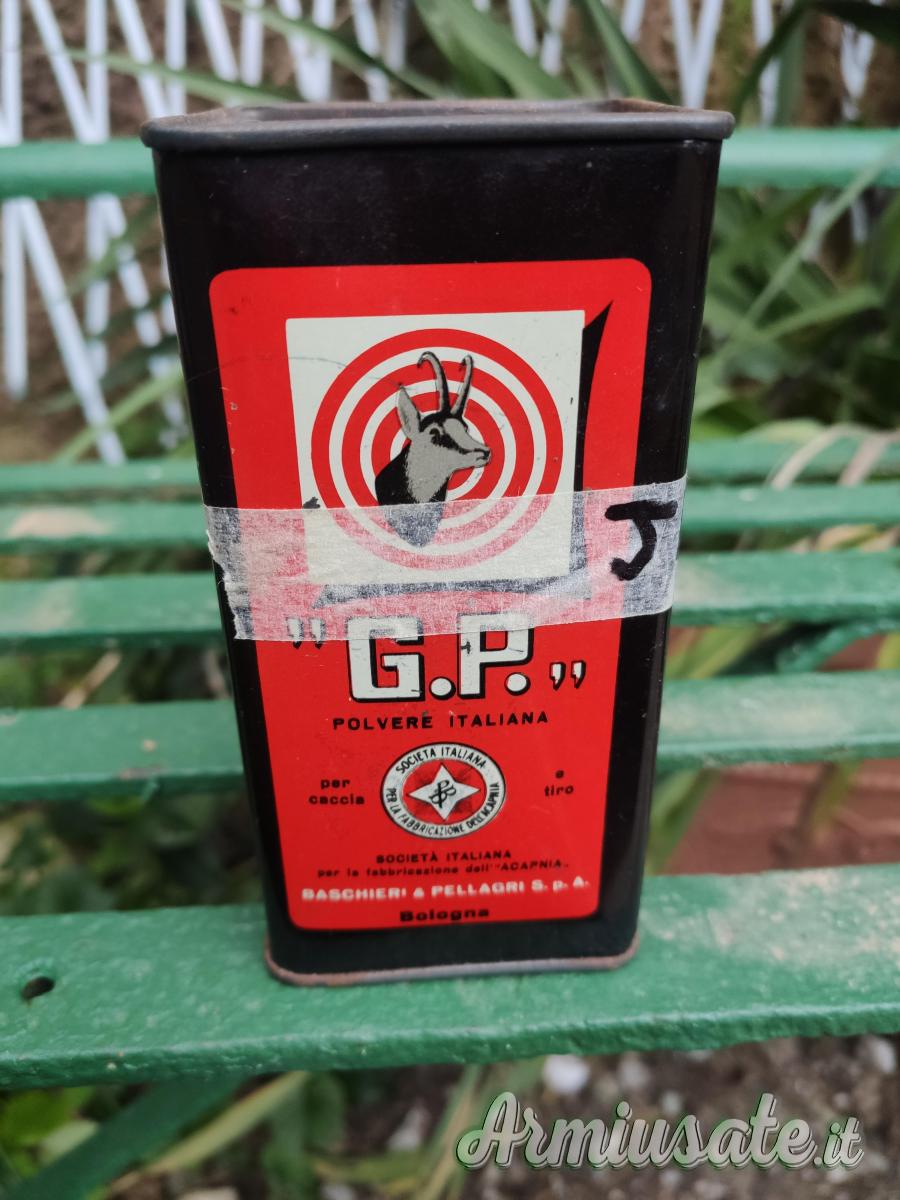 J
„ G.P. „
POLVERE ITALIANA
per caccia
e tiro
SOCIETÀ ITALIANA
PER LA FABBRICAZIONE DELL'ACAPNIA
BP
SOCIETÀ ITALIANA
per la fabbricazione dell'"ACAPNIA„
BASCHIERI & PELLAGRI S. p. A.
Bologna
Armiusate.it